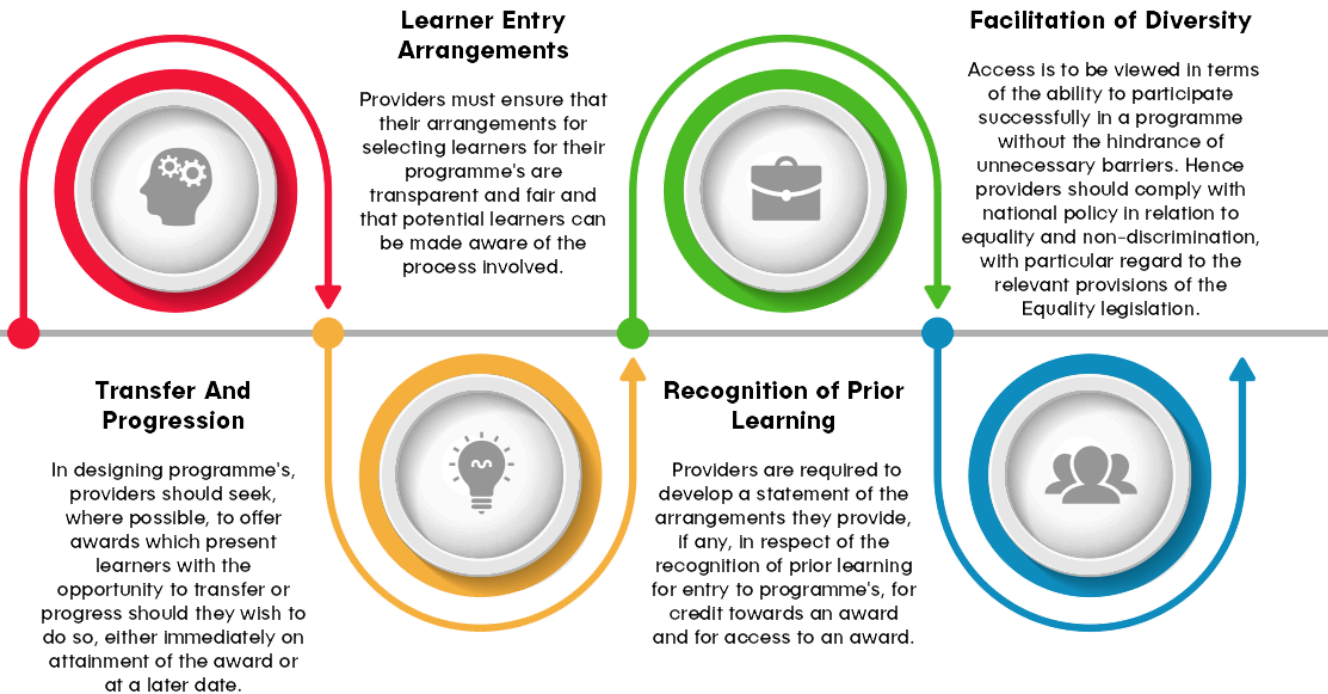 Transfer And
Progression
In designing programme's,
providers should seek,
where possible, to offer
awards which present
learners with the
opportunity to transfer or
progress should they wish to
do so, either immediately on
attainment of the award or
at a later date.
Learner Entry
Arrangements
Providers must ensure that
their arrangements for
selecting learners for their
programme's are
transparent and fair and
that potential learners can
be made aware of the
process involved.
Recognition of Prior
Learning
Providers are required to
develop a statement of the
arrangements they provide,
if any, in respect of the
recognition of prior learning
for entry to programme's, for
credit towards an award
and for access to an award.
Facilitation of Diversity
Access is to be viewed in terms
of the ability to participate
successfully in a programme
without the hindrance of
unnecessary barriers. Hence
providers should comply with
national policy in relation to
equality and non-discrimination,
with particular regard to the
relevant provisions of the
Equality legislation.